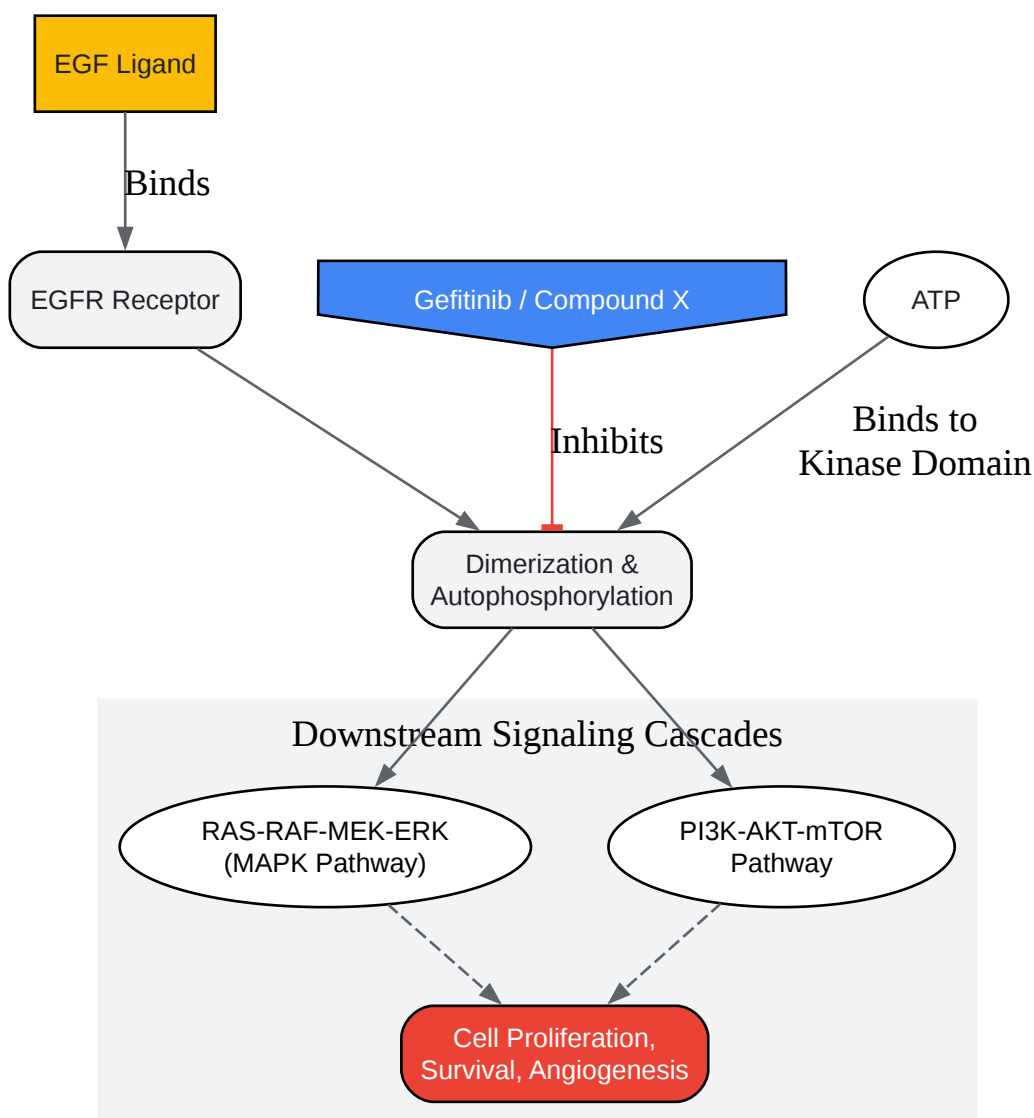 EGF Ligand
Binds
EGFR Receptor
Gefitinib / Compound X
ATP
Inhibits
Binds to
Kinase Domain
Dimerization &
Autophosphorylation
Downstream Signaling Cascades
RAS-RAF-MEK-ERK
(MAPK Pathway)
PI3K-AKT-mTOR
Pathway
Cell Proliferation,
Survival, Angiogenesis